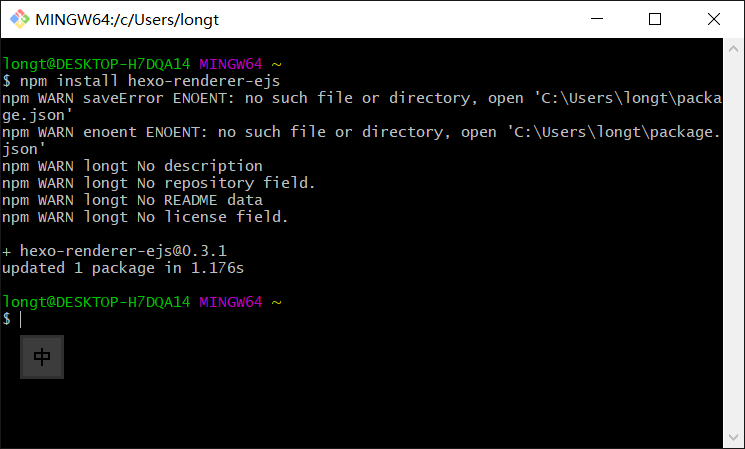 MINGW64:/c/Users/longt
longt@DESKTOP-H7DQA14 MINGW64 ~
$ npm install hexo-renderer-ejs
npm WARN saveError ENOENT: no such file or directory, open 'C:\Users\longt\packa
ge.json'
npm WARN enoent ENOENT: no such file or directory, open 'C:\Users\longt\package.
json'
npm WARN longt No description
npm WARN longt No repository field.
npm WARN longt No README data
npm WARN longt No license field.
+ hexo-renderer-ejs@0.3.1
updated 1 package in 1.176s
longt@DESKTOP-H7DQA14 MINGW64 ~
$
中